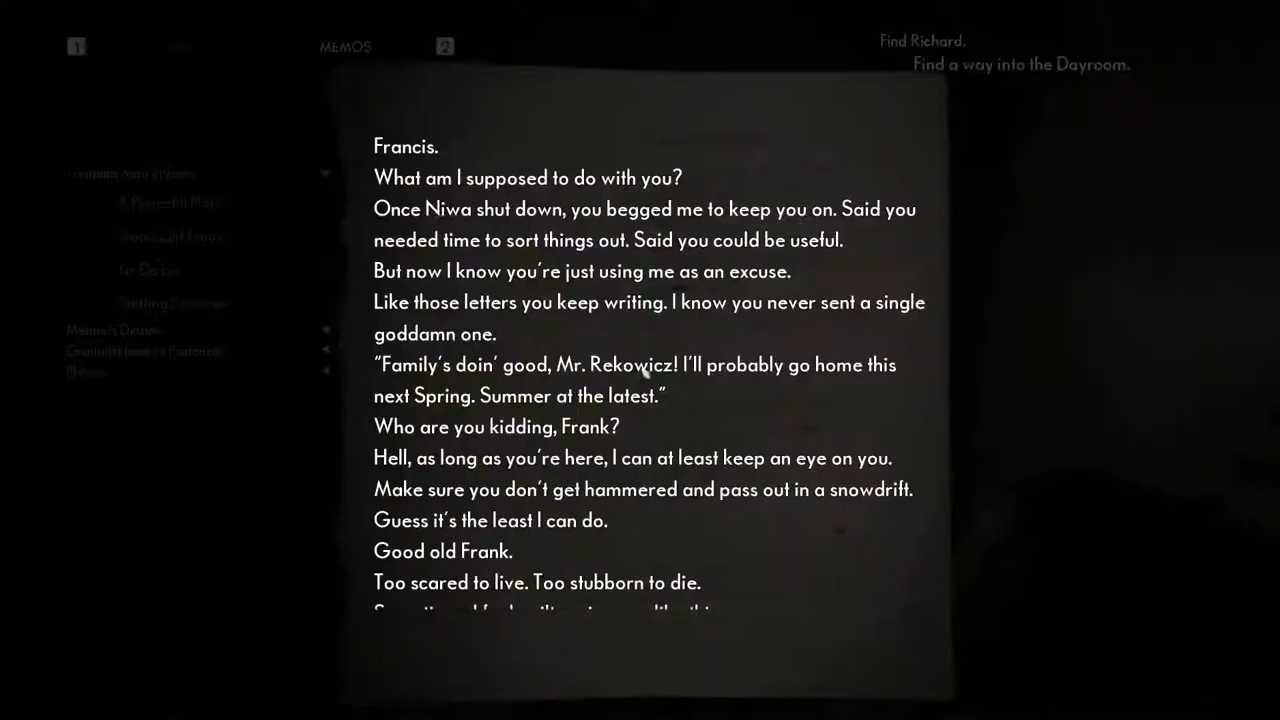 1
MEMOS
2
Find Richard.
Find a way into the Dayroom.
Francis.
What am I supposed to do with you?
Once Niwa shut down, you begged me to keep you on. Said you
needed time to sort things out. Said you could be useful.
But now I know you're just using me as an excuse.
Like those letters you keep writing. I know you never sent a single
goddamn one.
"Family's doin' good, Mr. Rekowicz! I'll probably go home this
next Spring. Summer at the latest."
Who are you kidding, Frank?
Hell, as long as you're here, I can at least keep an eye on you.
Make sure you don't get hammered and pass out in a snowdrift.
Guess it's the least I can do.
Good old Frank.
Too scared to live. Too stubborn to die.